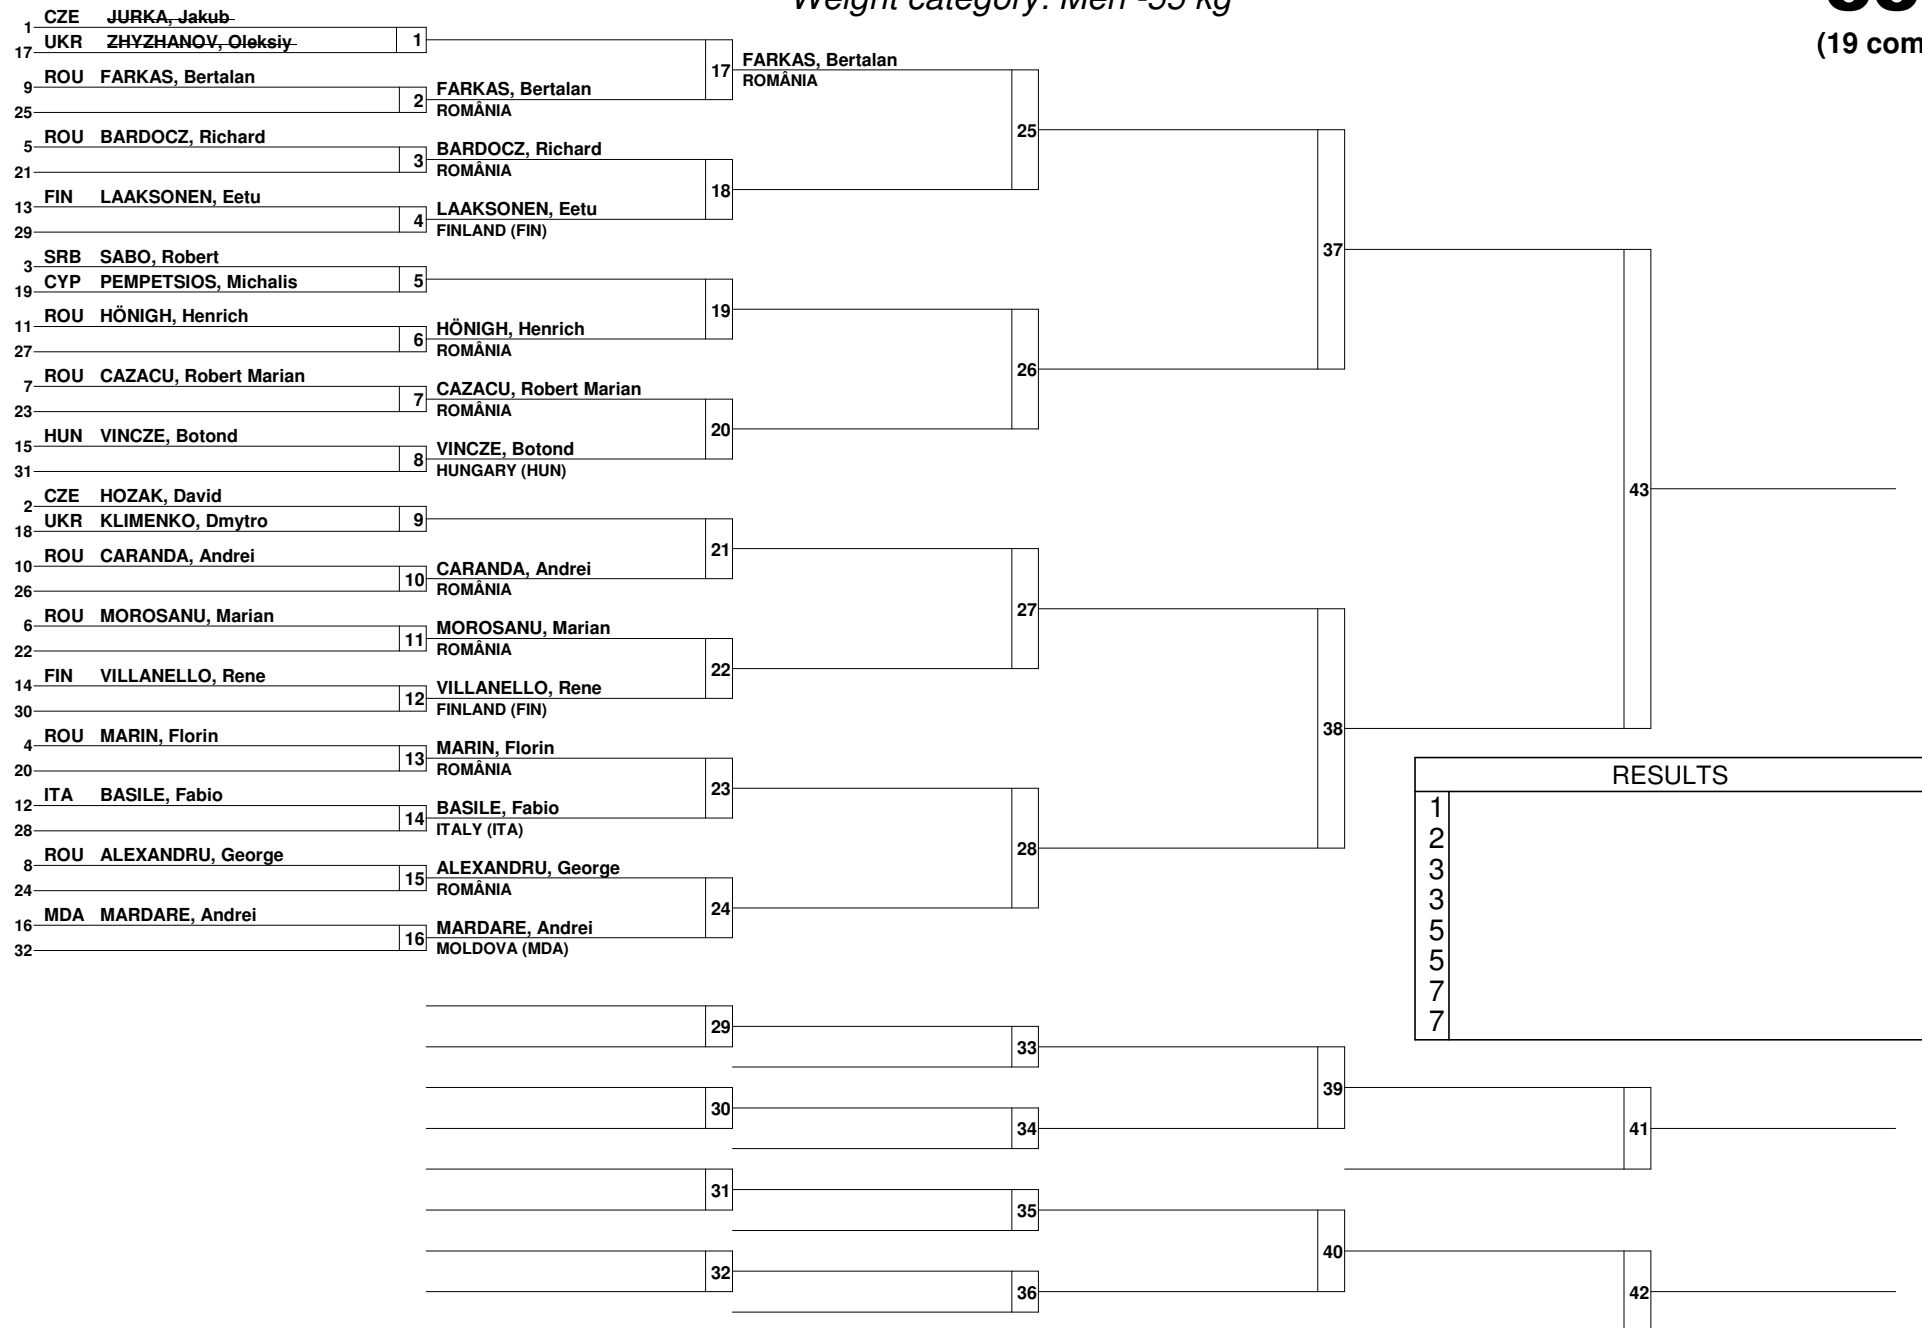 Weight category: Men -55 kg
(19 com
1 CZE JURKA, Jakub
17 UKR ZHYZHANOV, Oleksiy
9 ROU FARKAS, Bertalan
25
5 ROU BARDOCZ, Richard
21
13 FIN LAAKSONEN, Eetu
29
3 SRB SABO, Robert
19 CYP PEMPETSIOS, Michalis
11 ROU HÖNIGH, Henrich
27
7 ROU CAZACU, Robert Marian
23
15 HUN VINCZE, Botond
31
2 CZE HOZAK, David
18 UKR KLIMENKO, Dmytro
10 ROU CARANDA, Andrei
26
6 ROU MOROSANU, Marian
22
14 FIN VILLANELLO, Rene
30
4 ROU MARIN, Florin
20
12 ITA BASILE, Fabio
28
8 ROU ALEXANDRU, George
24
16 MDA MARDARE, Andrei
32
1
2 FARKAS, Bertalan
ROMÂNIA
3 BARDOCZ, Richard
ROMÂNIA
4 LAAKSONEN, Eetu
FINLAND (FIN)
5
6 HÖNIGH, Henrich
ROMÂNIA
7 CAZACU, Robert Marian
ROMÂNIA
8 VINCZE, Botond
HUNGARY (HUN)
9
10 CARANDA, Andrei
ROMÂNIA
11 MOROSANU, Marian
ROMÂNIA
12 VILLANELLO, Rene
FINLAND (FIN)
13 MARIN, Florin
ROMÂNIA
14 BASILE, Fabio
ITALY (ITA)
15 ALEXANDRU, George
ROMÂNIA
16 MARDARE, Andrei
MOLDOVA (MDA)
17 FARKAS, Bertalan
ROMÂNIA
18
19
20
21
22
23
24
25
26
27
28
37
38
43
RESULTS
1
2
3
3
5
5
7
7
29
30
31
32
33
34
35
36
39
40
41
42